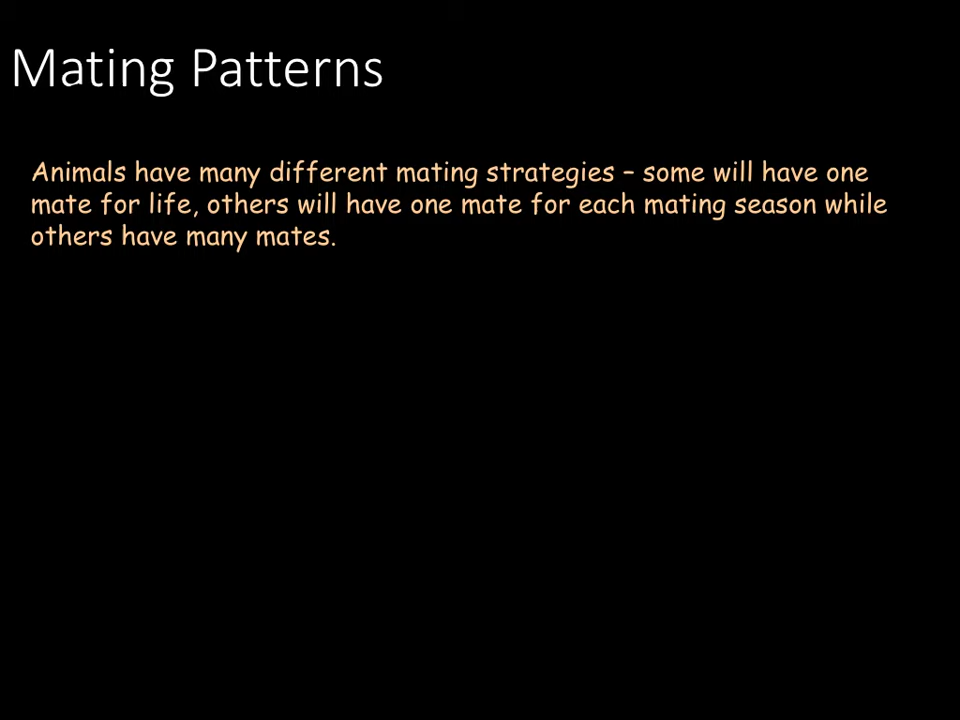 Mating Patterns
Animals have many different mating strategies – some will have one
mate for life, others will have one mate for each mating season while
others have many mates.